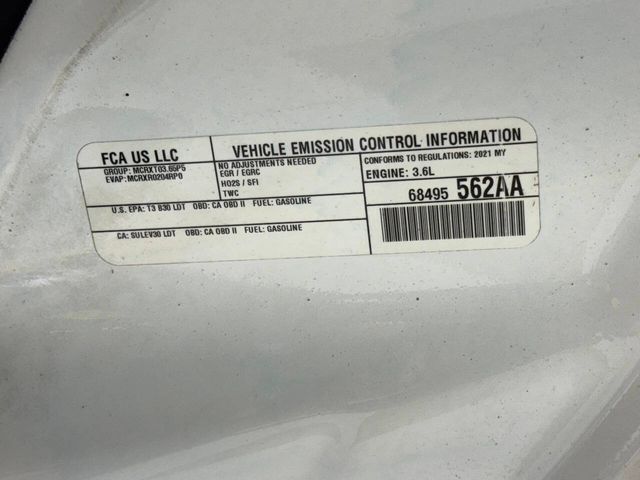 FCA US LLC
GROUP: MCRXT03.65P5
EVAP: MCRXR0204RP0
VEHICLE EMISSION CONTROL INFORMATION
NO ADJUSTMENTS NEEDED
EGR / EGRC
HO2S / SFI
TWC
CONFORMS TO REGULATIONS: 2021 MY
ENGINE: 3.6L
68495 562AA
U.S. EPA: T3 B30 LDT OBD: CA OBD II FUEL: GASOLINE
CA: SULEV30 LDT OBD: CA OBD II FUEL: GASOLINE